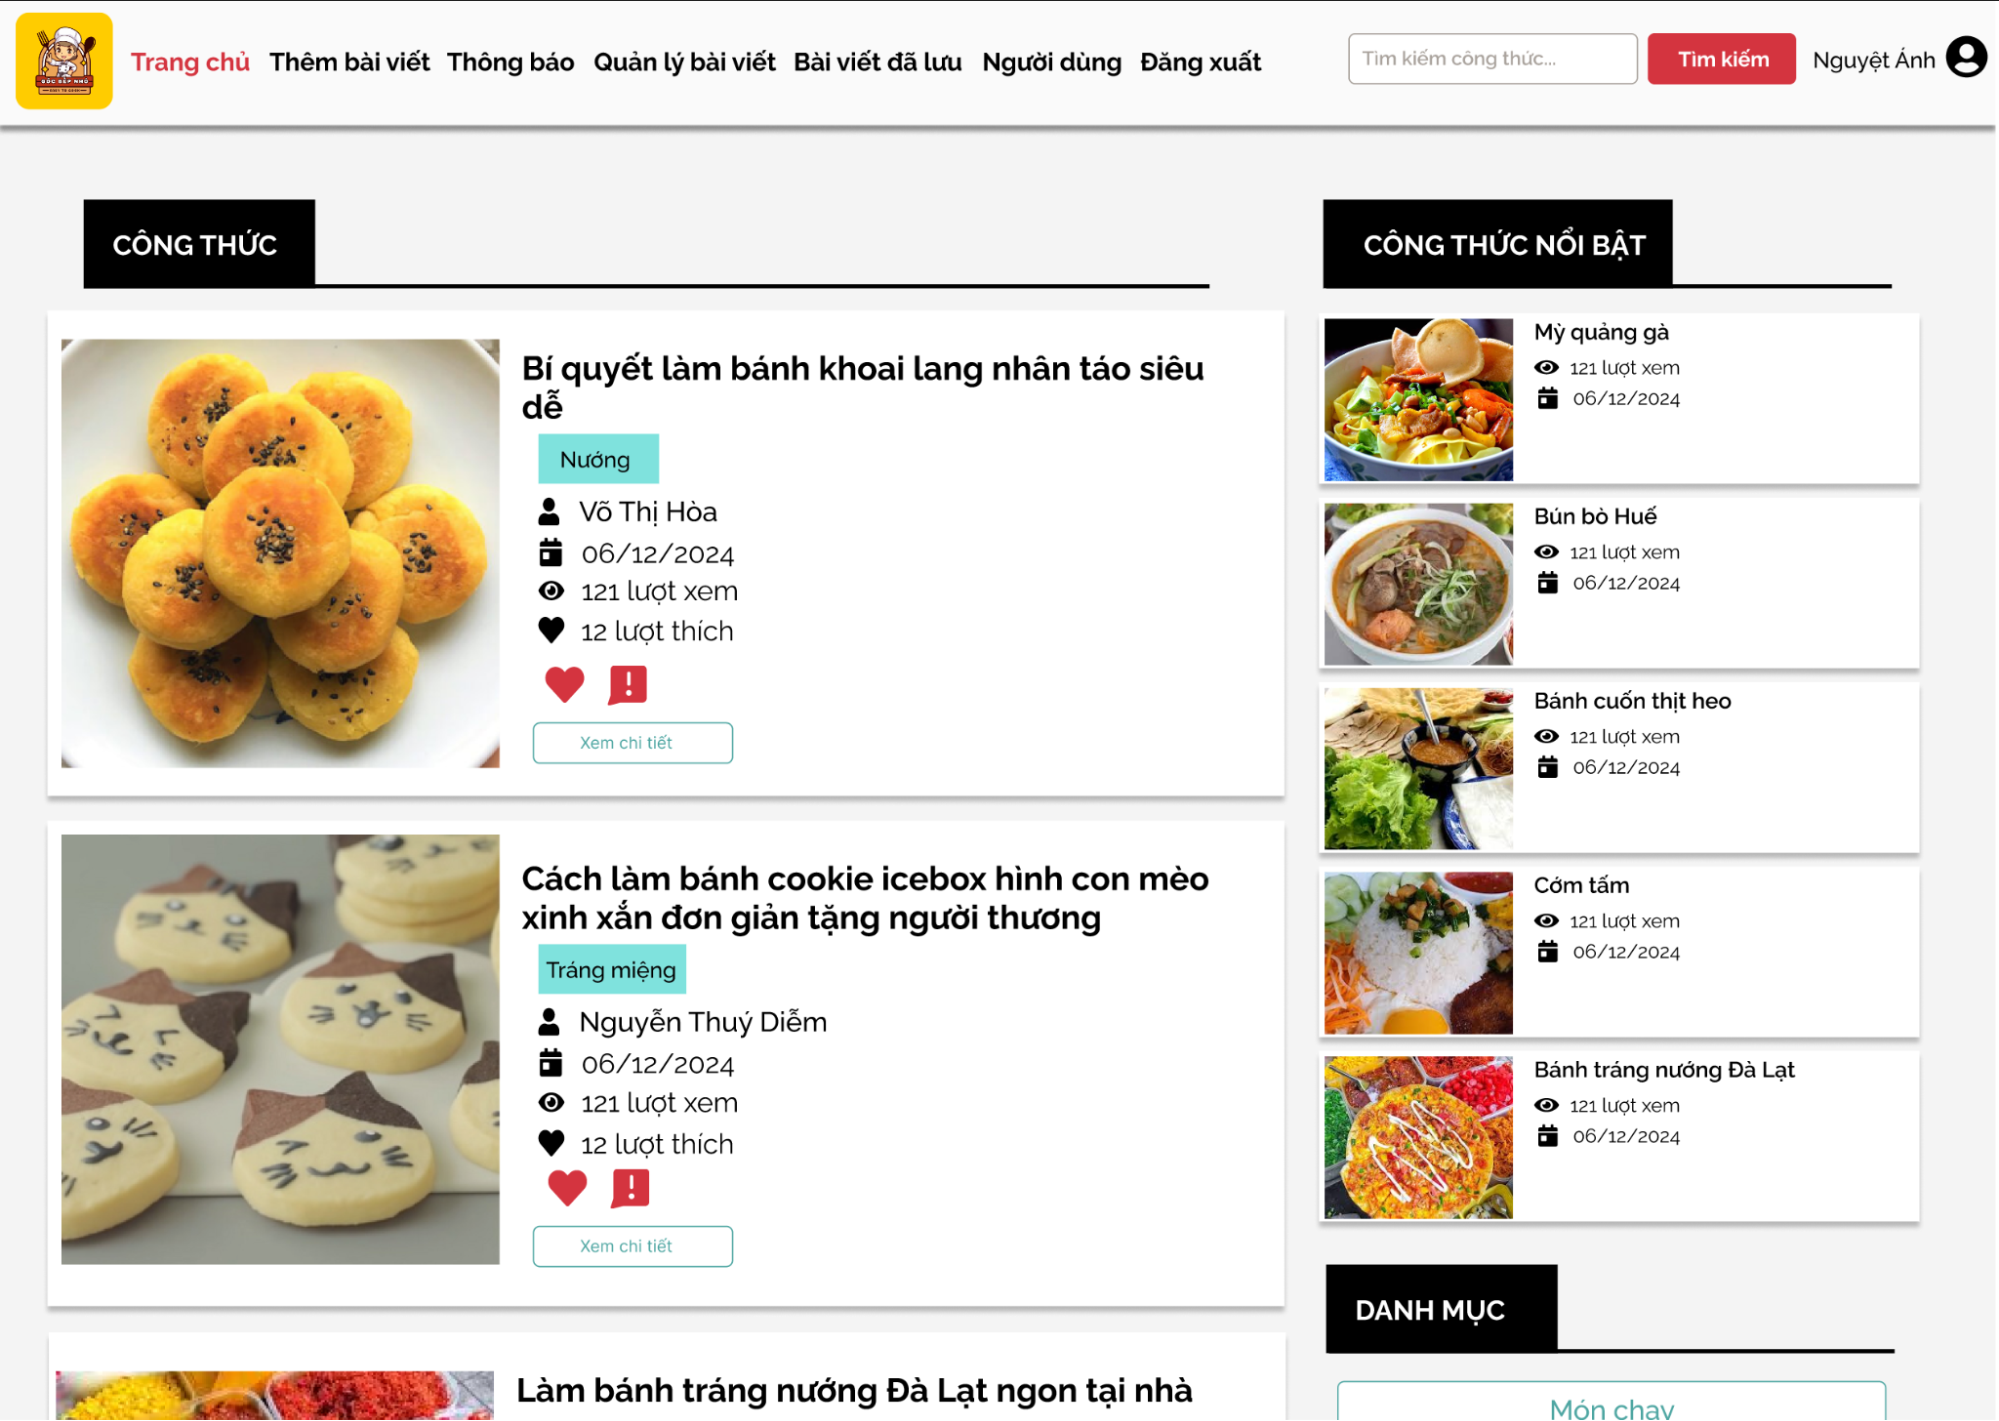 GÓC BẾP NHỎ
Trang chủ
Thêm bài viết
Thông báo
Quản lý bài viết
Bài viết đã lưu
Người dùng
Đăng xuất
Tìm kiếm công thức...
Tìm kiếm
Nguyệt Ánh
CÔNG THỨC
Bí quyết làm bánh khoai lang nhân táo siêu
dễ
Nướng
Võ Thị Hòa
06/12/2024
121 lượt xem
12 lượt thích
Xem chi tiết
Cách làm bánh cookie icebox hình con mèo
xinh xắn đơn giản tặng người thương
Tráng miệng
Nguyễn Thuý Diễm
06/12/2024
121 lượt xem
12 lượt thích
Xem chi tiết
Làm bánh tráng nướng Đà Lạt ngon tại nhà
CÔNG THỨC NỔI BẬT
Mỳ quảng gà
121 lượt xem
06/12/2024
Bún bò Huế
121 lượt xem
06/12/2024
Bánh cuốn thịt heo
121 lượt xem
06/12/2024
Cớm tấm
121 lượt xem
06/12/2024
Bánh tráng nướng Đà Lạt
121 lượt xem
06/12/2024
DANH MỤC
Món chay